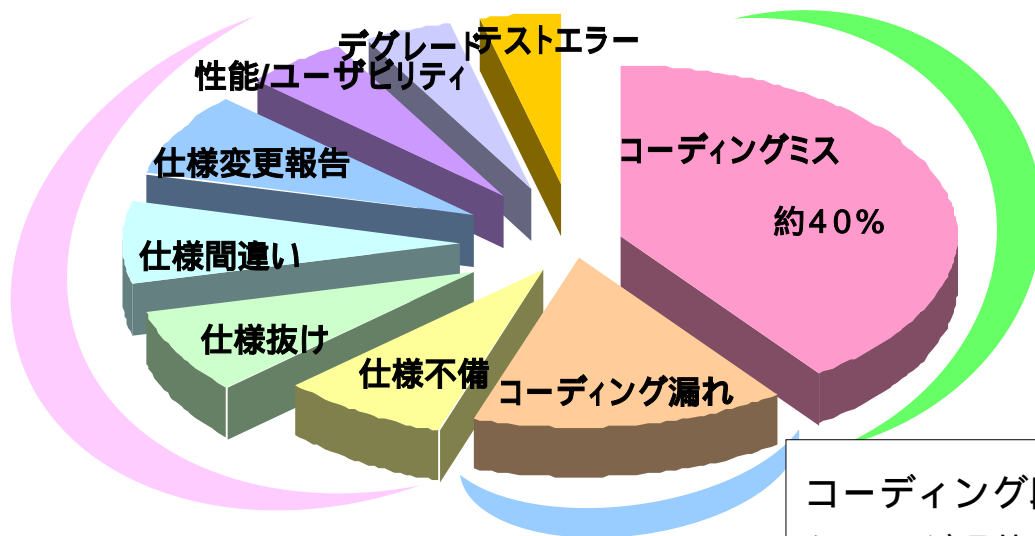 デグレード
テストエラー
性能/ユーザビリティ
コーディングミス
仕様変更報告
約40%
仕様間違い
仕様抜け
仕様不備
コーディング漏れ
コーディング